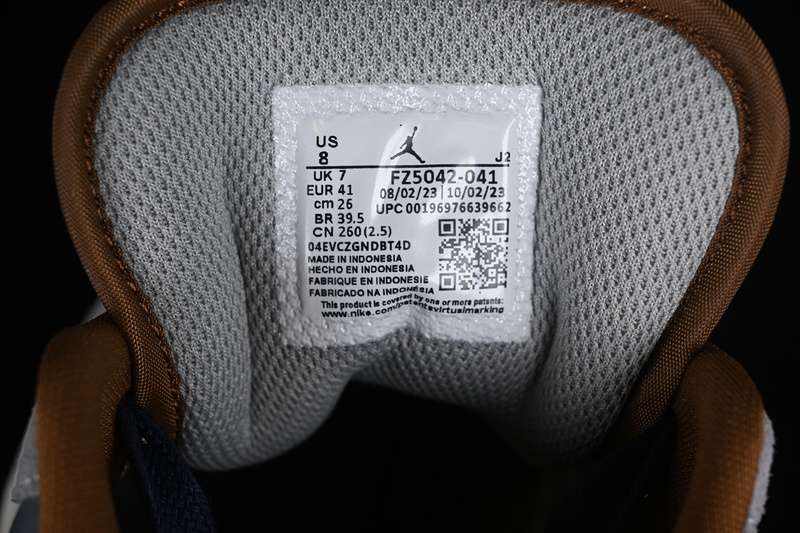 US
8
J2
UK 7
FZ5042-041
EUR 41
08/02/23 10/02/23
cm 26
UPC 00196976639662
BR 39.5
CN 260(2.5)
04EVCZGNDBT4D
MADE IN INDONESIA
HECHO EN INDONESIA
FABRIQUE EN INDONESIE
FABRICADO NA INDONÉSIA
This product is covered by one or more patents:
www.nike.com/patentsvirtualmarking